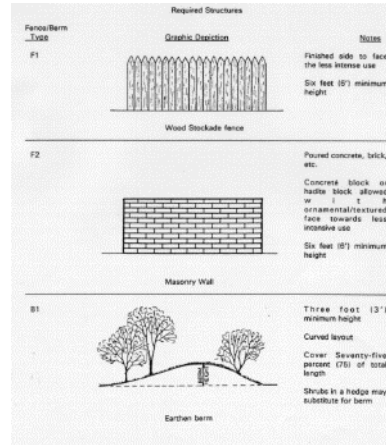 Required Structures
Fence/Berm
Type
Graphic Depiction
Notes
F1
Finished side to face
the less intense use
Six feet (6') minimum
height
Wood Stockade fence
F2
Poured concrete, brick,
etc.
Concrete block or
hadite block allowed
w i t h
ornamental/textured
face towards less
intensive use
Six feet (6') minimum
height
Masonry Wall
B1
Three foot (3')
minimum height
Curved layout
Cover Seventy-five
percent (75) of total
length
Shrubs in a hedge may
substitute for berm
Earthen berm